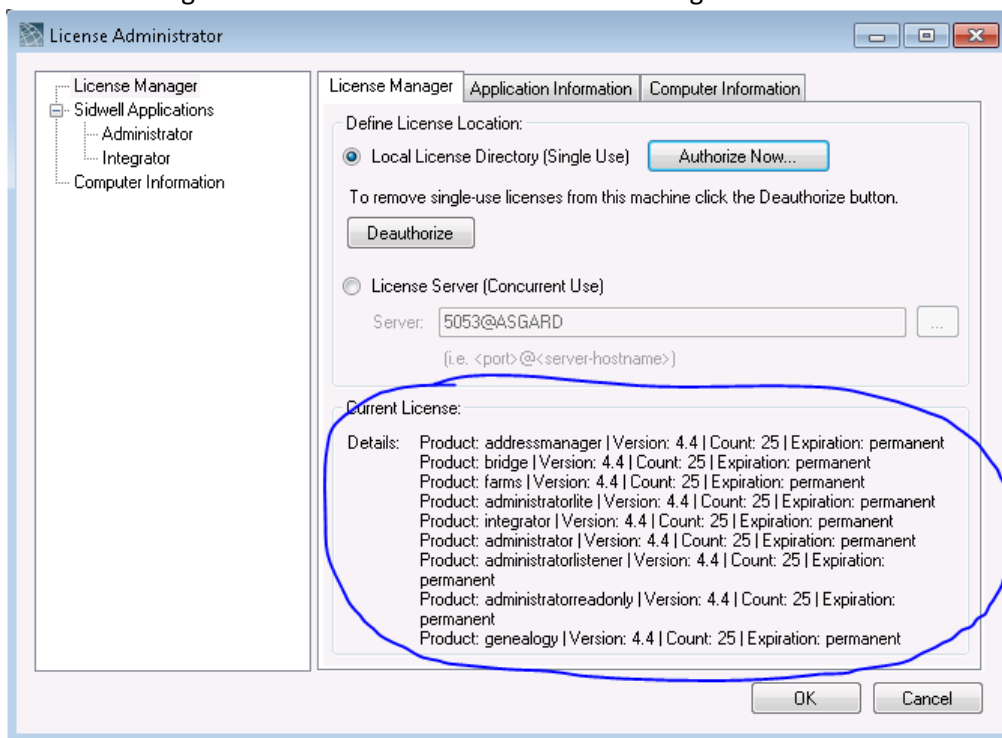 License Administrator
License Manager
Sidwell Applications
Administrator
Integrator
Computer Information
License Manager
Application Information
Computer Information
Define License Location:
Local License Directory (Single Use)
Authorize Now...
To remove single-use licenses from this machine click the Deauthorize button.
Deauthorize
License Server (Concurrent Use)
Server:
5053@ASGARD
...
(i.e. <port>@<server-hostname>)
Current License:
Details: Product: addressmanager | Version: 4.4 | Count: 25 | Expiration: permanent
Product: bridge | Version: 4.4 | Count: 25 | Expiration: permanent
Product: farms | Version: 4.4 | Count: 25 | Expiration: permanent
Product: administratorlite | Version: 4.4 | Count: 25 | Expiration: permanent
Product: integrator | Version: 4.4 | Count: 25 | Expiration: permanent
Product: administrator | Version: 4.4 | Count: 25 | Expiration: permanent
Product: administratorlistener | Version: 4.4 | Count: 25 | Expiration:
permanent
Product: administratorreadonly | Version: 4.4 | Count: 25 | Expiration:
permanent
Product: genealogy | Version: 4.4 | Count: 25 | Expiration: permanent
OK
Cancel